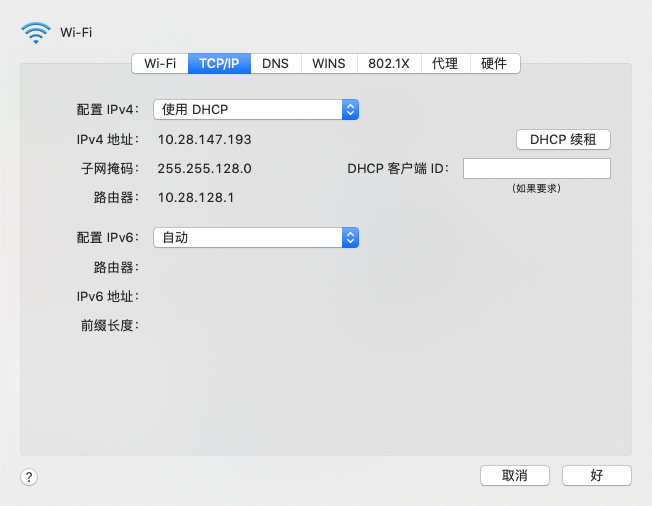 Wi-Fi
Wi-Fi TCP/IP DNS WINS 802.1X 代理 硬件
配置 IPv4： 使用 DHCP
IPv4 地址： 10.28.147.193 DHCP 续租
子网掩码： 255.255.128.0 DHCP 客户端 ID：
路由器： 10.28.128.1 (如果要求)
配置 IPv6： 自动
路由器：
IPv6 地址：
前缀长度：
? 取消 好